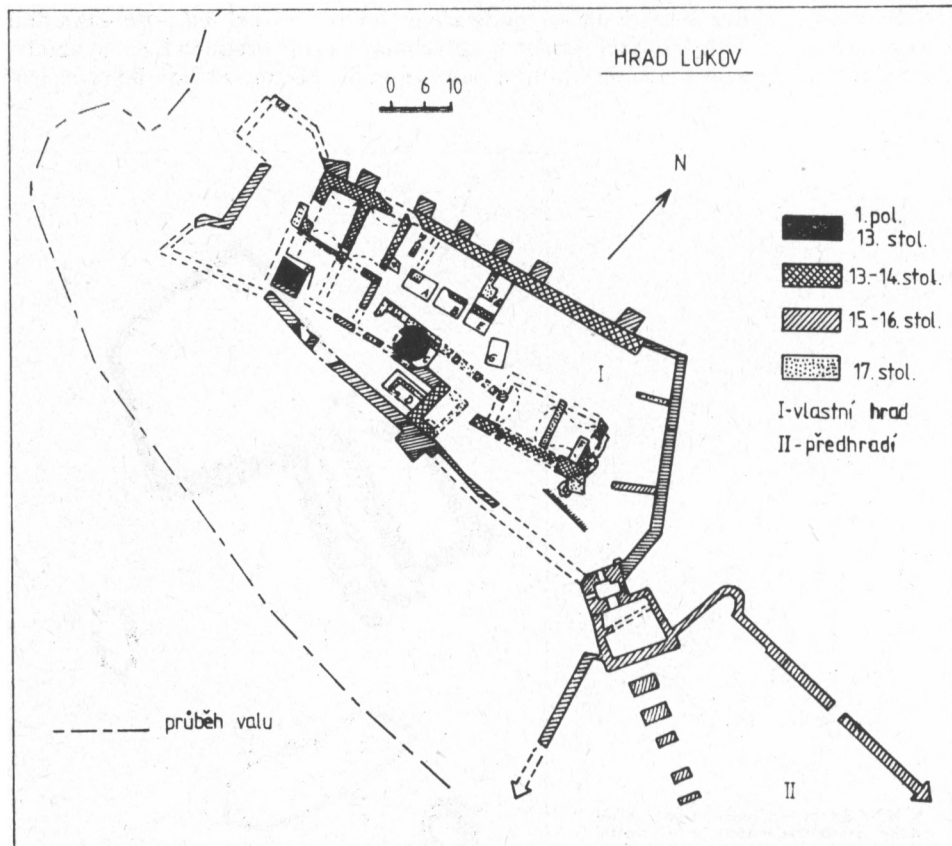 HRAD LUKOV
0 6 10
N
1. pol.
13. stol.
13.-14. stol.
15.-16. stol.
17. stol.
I-vlastní hrad
II-předhradí
A
B
E
G
D
I
průběh valu
II